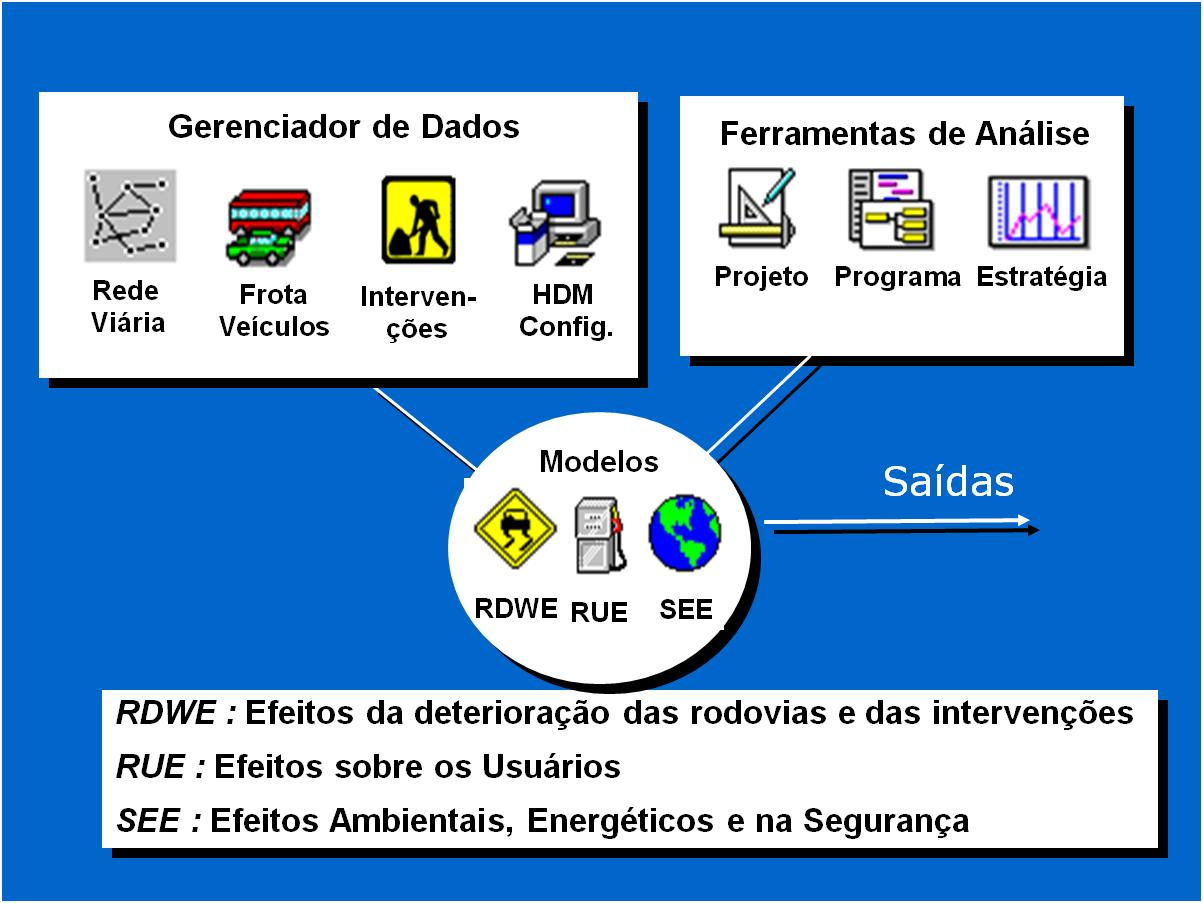 Gerenciador de Dados
Rede
Viária
Frota
Veículos
Interven-
ções
HDM
Config.
Ferramentas de Análise
Projeto
Programa
Estratégia
Modelos
RDWE
RUE
SEE
Saídas
RDWE : Efeitos da deterioração das rodovias e das intervenções
RUE : Efeitos sobre os Usuários
SEE : Efeitos Ambientais, Energéticos e na Segurança